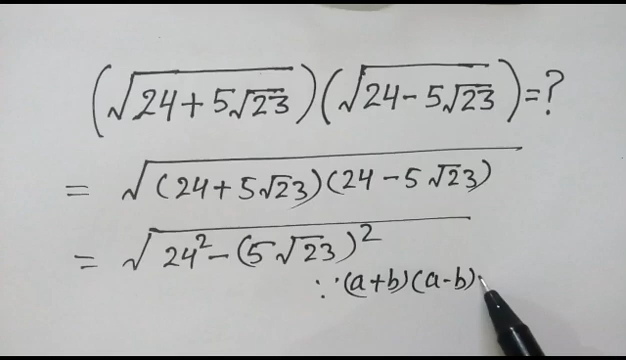 (√(24+5√23))(√(24-5√23))=?
= √((24+5√23)(24-5√23))
= √(24²-(5√23)²)
∵ (a+b)(a-b)